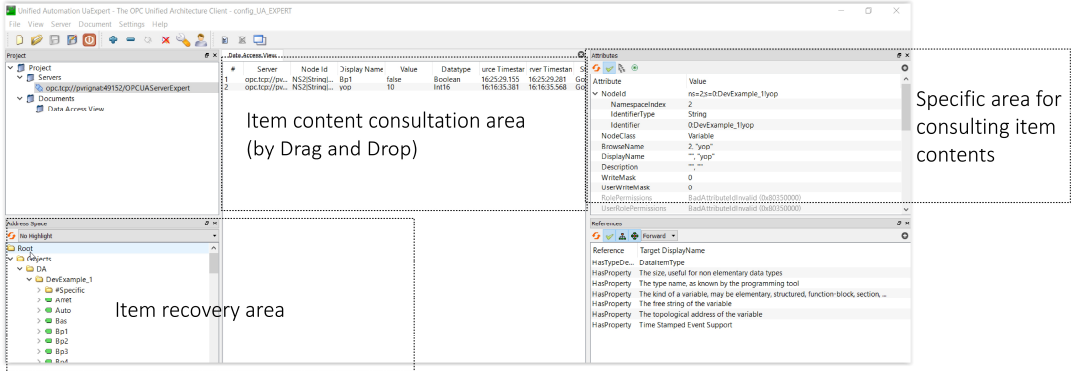 Unified Automation UaExpert - The OPC Unified Architecture Client - config_UA_EXPERT
File View Server Document Settings Help
Project
Project
Servers
opc.tcp://pvrignat:49152/OPCUAServerExpert
Documents
Data Access View
Data Access View
# Server Node Id Display Name Value Datatype urce Timestar rver Timestan St
1 opc.tcp://pv... NS2|String|... Bp1 false Boolean 16:25:29.155 16:25:29.281 Go
2 opc.tcp://pv... NS2|String|... yop 10 Int16 16:16:35.381 16:16:35.568 Go
Item content consultation area
(by Drag and Drop)
Attributes
Attribute Value
NodeId ns=2;s=0:DevExample_1!yop
NamespaceIndex 2
IdentifierType String
Identifier 0:DevExample_1!yop
NodeClass Variable
BrowseName 2, "yop"
DisplayName "", "yop"
Description "", ""
WriteMask 0
UserWriteMask 0
RolePermissions BadAttributeIdInvalid (0x80350000)
UserRolePermissions BadAttributeIdInvalid (0x80350000)
Specific area for
consulting item
contents
Address Space
No Highlight
Root
Objects
DA
DevExample_1
#Specific
Arret
Auto
Bas
Bp1
Bp2
Bp3
Bp4
Item recovery area
References
Forward
Reference Target DisplayName
HasTypeDe... DataItemType
HasProperty The size, useful for non elementary data types
HasProperty The type name, as known by the programming tool
HasProperty The kind of a variable, may be elementary, structured, function-block, section, ...
HasProperty The free string of the variable
HasProperty The topological address of the variable
HasProperty Time Stamped Event Support